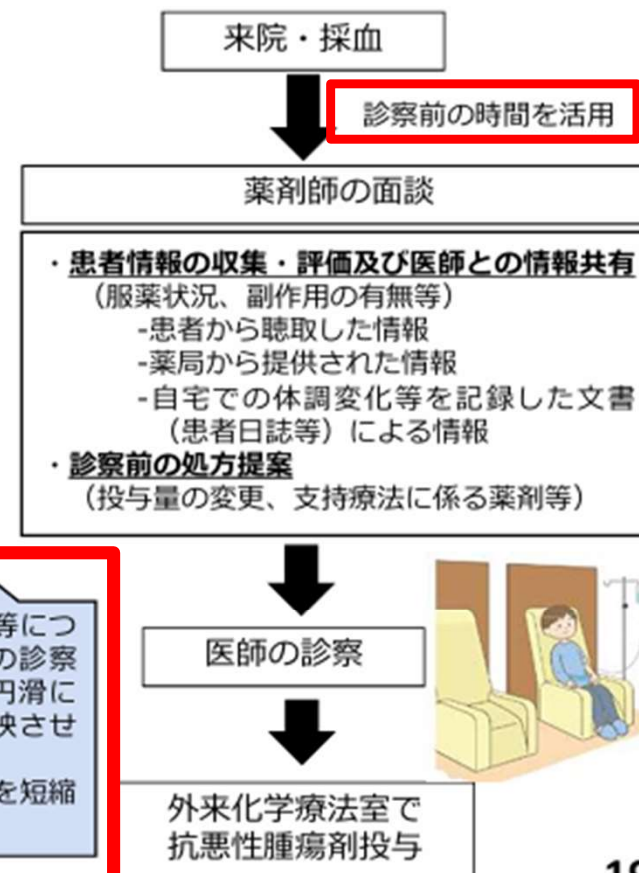 来院・採血
診察前の時間を活用
薬剤師の面談
・患者情報の収集・評価及び医師との情報共有
（服薬状況、副作用の有無等）
-患者から聴取した情報
-薬局から提供された情報
-自宅での体調変化等を記録した文書
（患者日誌等）による情報
・診察前の処方提案
（投与量の変更、支持療法に係る薬剤等）
等につ
の診察
円滑に
映させ
を短縮
医師の診察
外来化学療法室で
抗悪性腫瘍剤投与